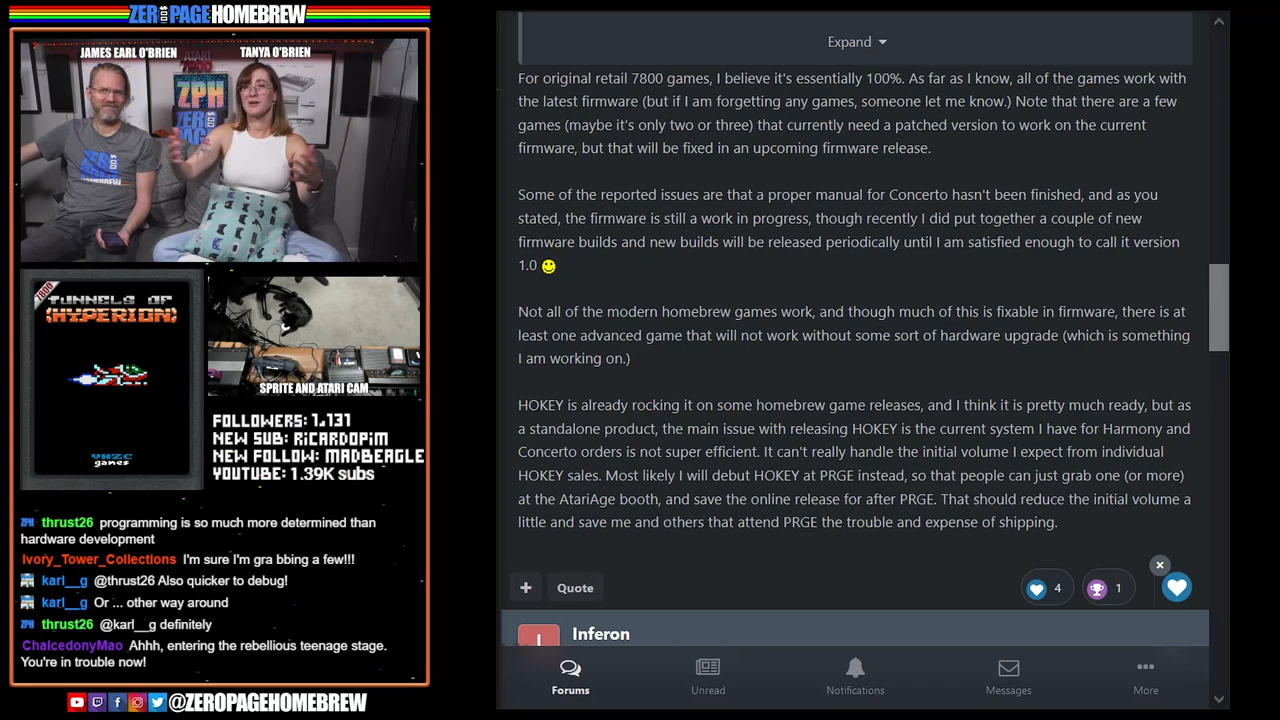 ZERO PAGE HOMEBREW
JAMES EARL O'BRIEN
TANYA O'BRIEN
ATARI
ZPH
7800
TUNNELS OF
HYPERION
VHZC
games
SPRITE AND ATARI CAM
FOLLOWERS: 1,131
NEW SUB: RICARDOPIM
NEW FOLLOW: MADBEAGLE
YOUTUBE: 1.39K subs
thrust26 programming is so much more determined than
hardware development
Ivory_Tower_Collections I'm sure I'm gra bbing a few!!!
karl__g @thrust26 Also quicker to debug!
karl__g Or ... other way around
thrust26 @karl__g definitely
ChalcedonyMao Ahhh, entering the rebellious teenage stage.
You're in trouble now!
@ZEROPAGEHOMEBREW
Expand
For original retail 7800 games, I believe it's essentially 100%. As far as I know, all of the games work with
the latest firmware (but if I am forgetting any games, someone let me know.) Note that there are a few
games (maybe it's only two or three) that currently need a patched version to work on the current
firmware, but that will be fixed in an upcoming firmware release.
Some of the reported issues are that a proper manual for Concerto hasn't been finished, and as you
stated, the firmware is still a work in progress, though recently I did put together a couple of new
firmware builds and new builds will be released periodically until I am satisfied enough to call it version
1.0
Not all of the modern homebrew games work, and though much of this is fixable in firmware, there is at
least one advanced game that will not work without some sort of hardware upgrade (which is something
I am working on.)
HOKEY is already rocking it on some homebrew game releases, and I think it is pretty much ready, but as
a standalone product, the main issue with releasing HOKEY is the current system I have for Harmony and
Concerto orders is not super efficient. It can't really handle the initial volume I expect from individual
HOKEY sales. Most likely I will debut HOKEY at PRGE instead, so that people can just grab one (or more)
at the AtariAge booth, and save the online release for after PRGE. That should reduce the initial volume a
little and save me and others that attend PRGE the trouble and expense of shipping.
+ Quote
4
1
I
Inferon
Forums
Unread
Notifications
Messages
More